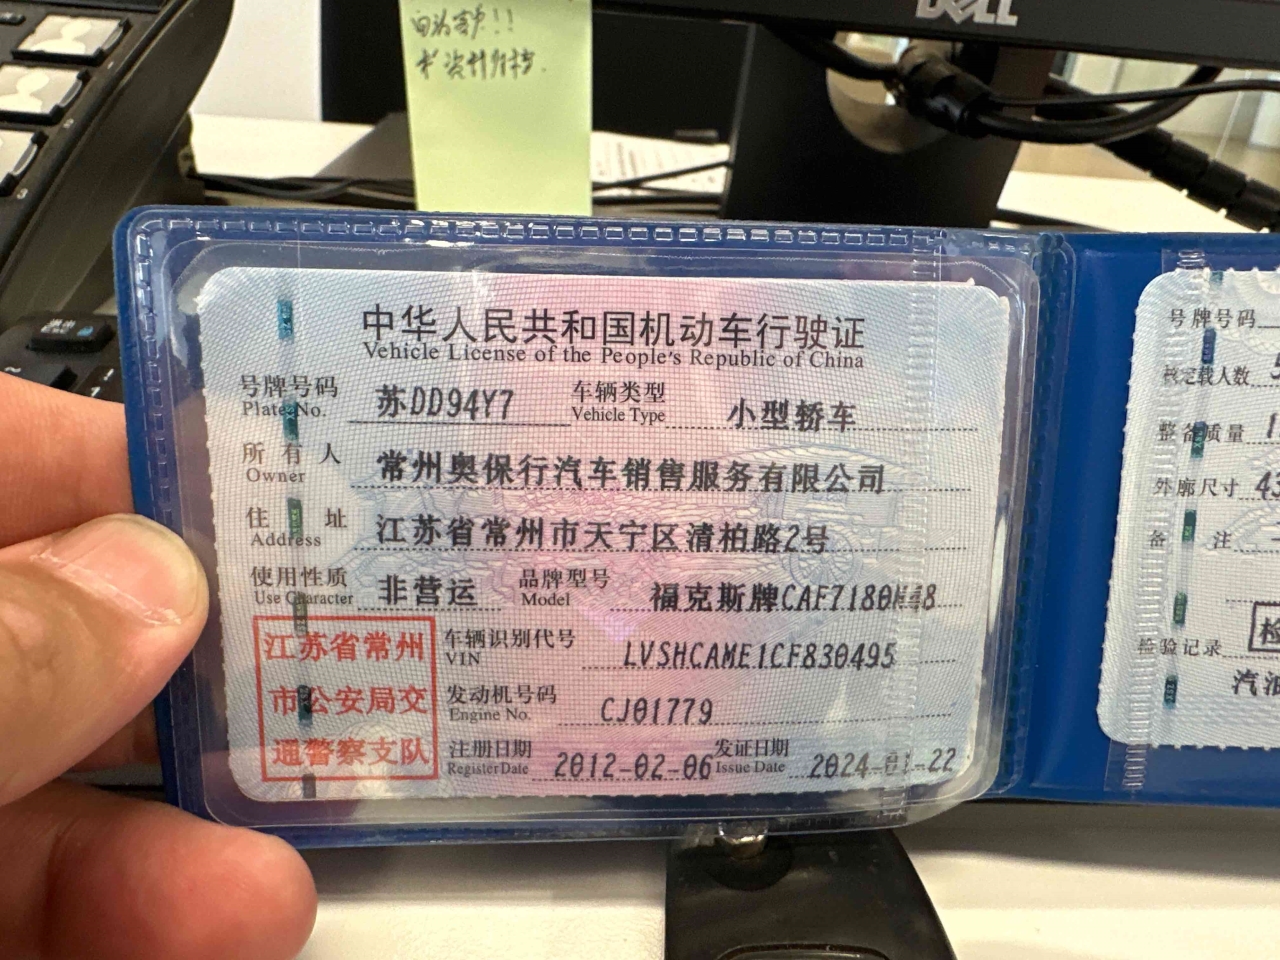 DELL
中华人民共和国机动车行驶证
Vehicle License of the People's Republic of China
号牌号码 苏DD94Y7 车辆类型 小型轿车
Plate No. Vehicle Type
所有人 常州奥保行汽车销售服务有限公司
Owner
住址 江苏省常州市天宁区清柏路2号
Address
使用性质 非营运 品牌型号 福克斯牌CAF7180N48
Use Character Model
江苏省常州
市公安局交
通警察支队
车辆识别代号 LVSHCAME1CF830495
VIN
发动机号码 CJ01779
Engine No.
注册日期 2012-02-06 发证日期 2024-01-22
Register Date Issue Date
号牌号码
核定载人数 5
整备质量 1
外廓尺寸 43
备注
检验记录 检
汽油